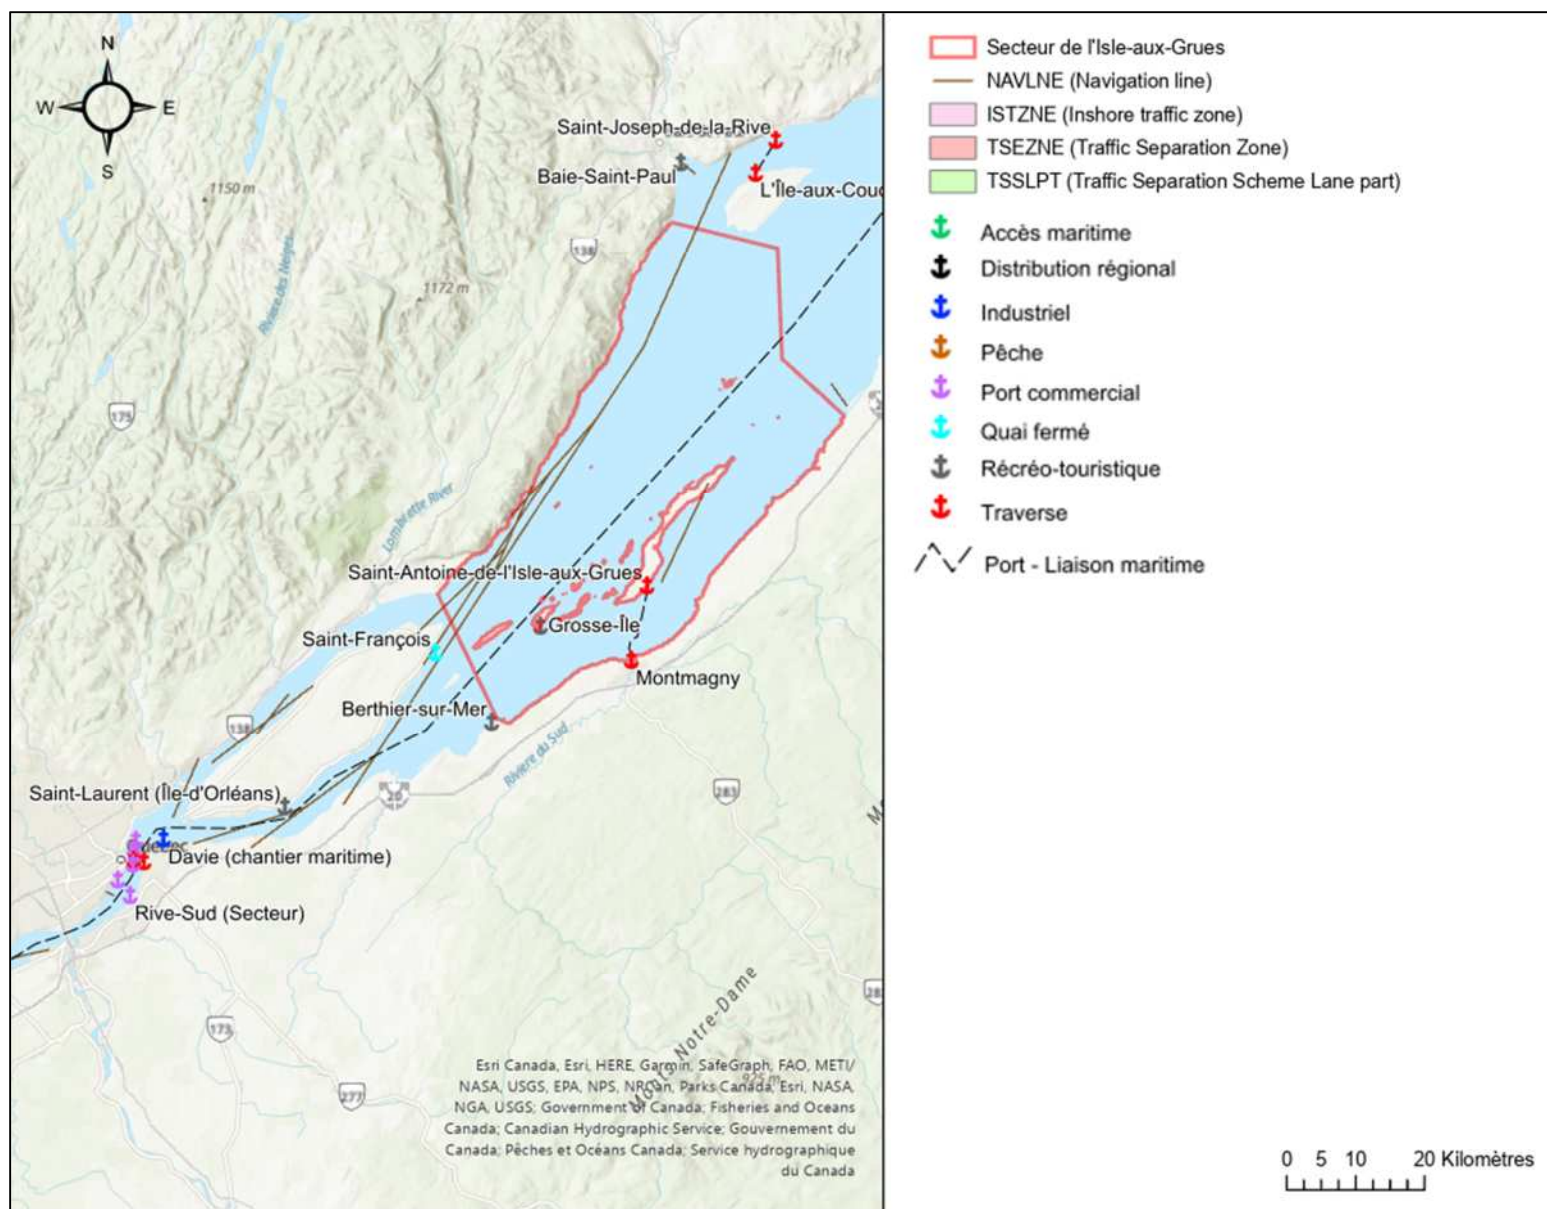 N
W E
S
Saint-Joseph-de-la-Rive
Baie-Saint-Paul
L'Île-aux-Coud
1150 m
138
1172 m
Rivière des Neiges
175
Lombrette River
Saint-Antoine-de-l'Isle-aux-Grues
Saint-François
Grosse-Île
Montmagny
Berthier-sur-Mer
138
Rivière du Sud
Saint-Laurent (Île-d'Orléans)
20
283
Davie (chantier maritime)
Rive-Sud (Secteur)
173
277
Monts Notre-Dame
925 m
Esri Canada, Esri, HERE, Garmin, SafeGraph, FAO, METI/
NASA, USGS, EPA, NPS, NRCan, Parks Canada; Esri, NASA,
NGA, USGS; Government of Canada; Fisheries and Oceans
Canada; Canadian Hydrographic Service; Gouvernement du
Canada; Pêches et Océans Canada; Service hydrographique
du Canada
Secteur de l'Isle-aux-Grues
NAVLNE (Navigation line)
ISTZNE (Inshore traffic zone)
TSEZNE (Traffic Separation Zone)
TSSLPT (Traffic Separation Scheme Lane part)
Accès maritime
Distribution régional
Industriel
Pêche
Port commercial
Quai fermé
Récréo-touristique
Traverse
Port - Liaison maritime
0 5 10 20 Kilomètres